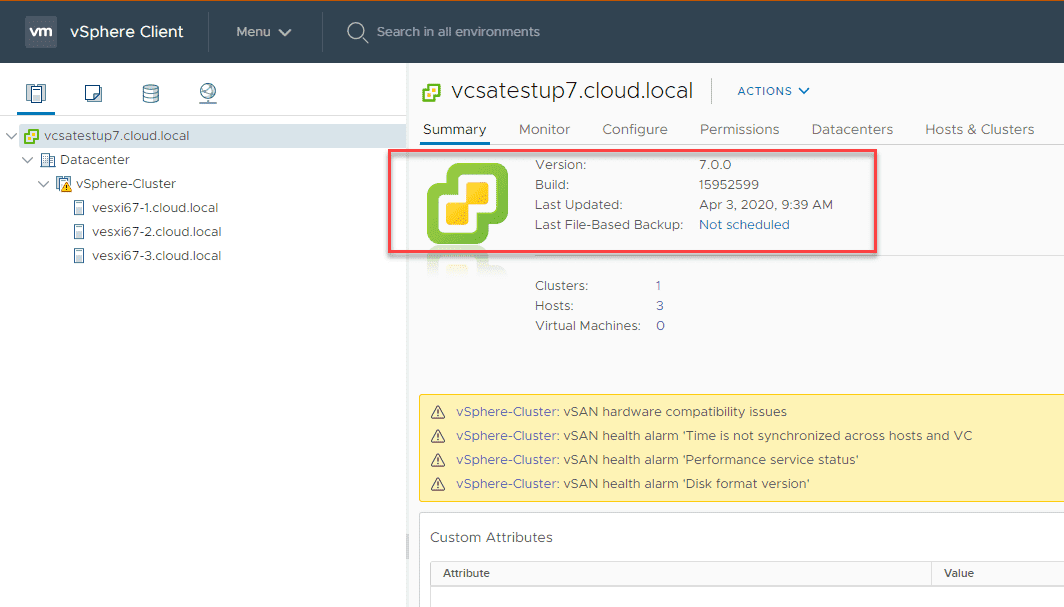 vm vSphere Client Menu Search in all environments
vcsatestup7.cloud.local
Datacenter
vSphere-Cluster
vesxi67-1.cloud.local
vesxi67-2.cloud.local
vesxi67-3.cloud.local
vcsatestup7.cloud.local ACTIONS
Summary Monitor Configure Permissions Datacenters Hosts & Clusters
Version: 7.0.0
Build: 15952599
Last Updated: Apr 3, 2020, 9:39 AM
Last File-Based Backup: Not scheduled
Clusters: 1
Hosts: 3
Virtual Machines: 0
vSphere-Cluster: vSAN hardware compatibility issues
vSphere-Cluster: vSAN health alarm 'Time is not synchronized across hosts and VC
vSphere-Cluster: vSAN health alarm 'Performance service status'
vSphere-Cluster: vSAN health alarm 'Disk format version'
Custom Attributes
Attribute Value